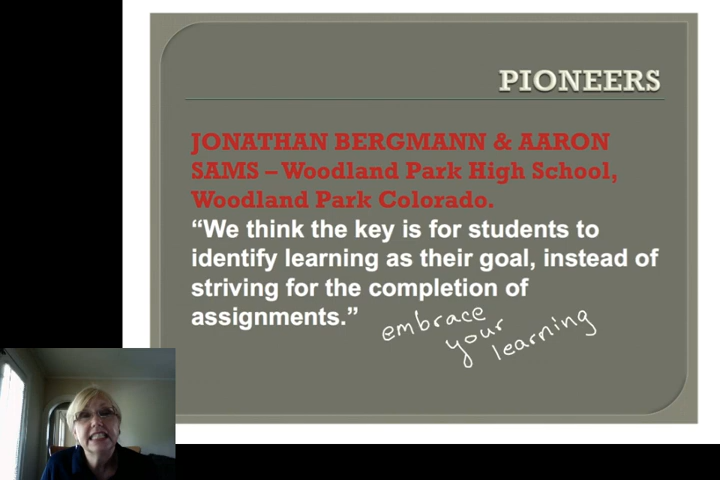 PIONEERS
JONATHAN BERGMANN & AARON
SAMS – Woodland Park High School,
Woodland Park Colorado.
“We think the key is for students to
identify learning as their goal, instead of
striving for the completion of
assignments.”
embrace
your
learning